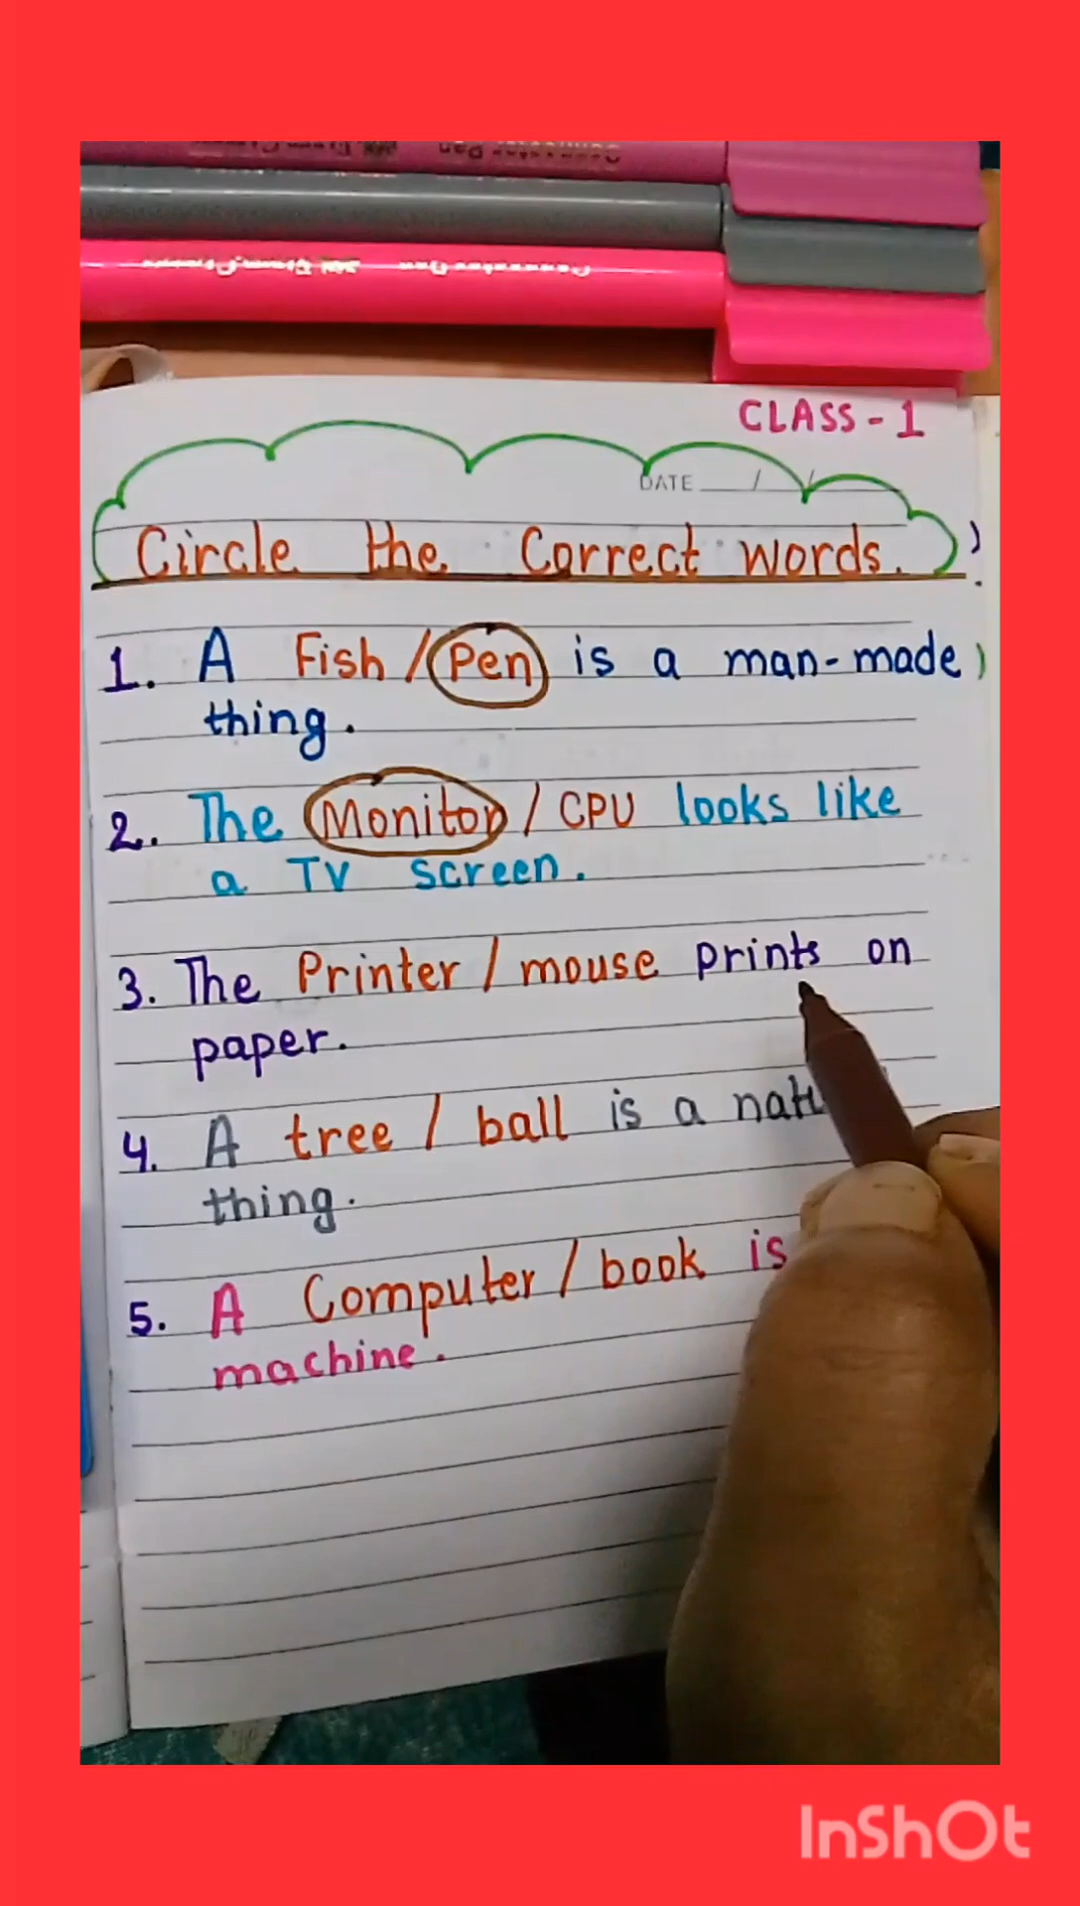 CLASS - 1
DATE __/__/
Circle the Correct words.
1. A Fish / Pen is a man-made
thing.
2. The Monitor / CPU looks like
a TV screen.
3. The Printer / mouse prints on
paper.
4. A tree / ball is a
thing.
5. A Computer / book is
machine.
InShOt